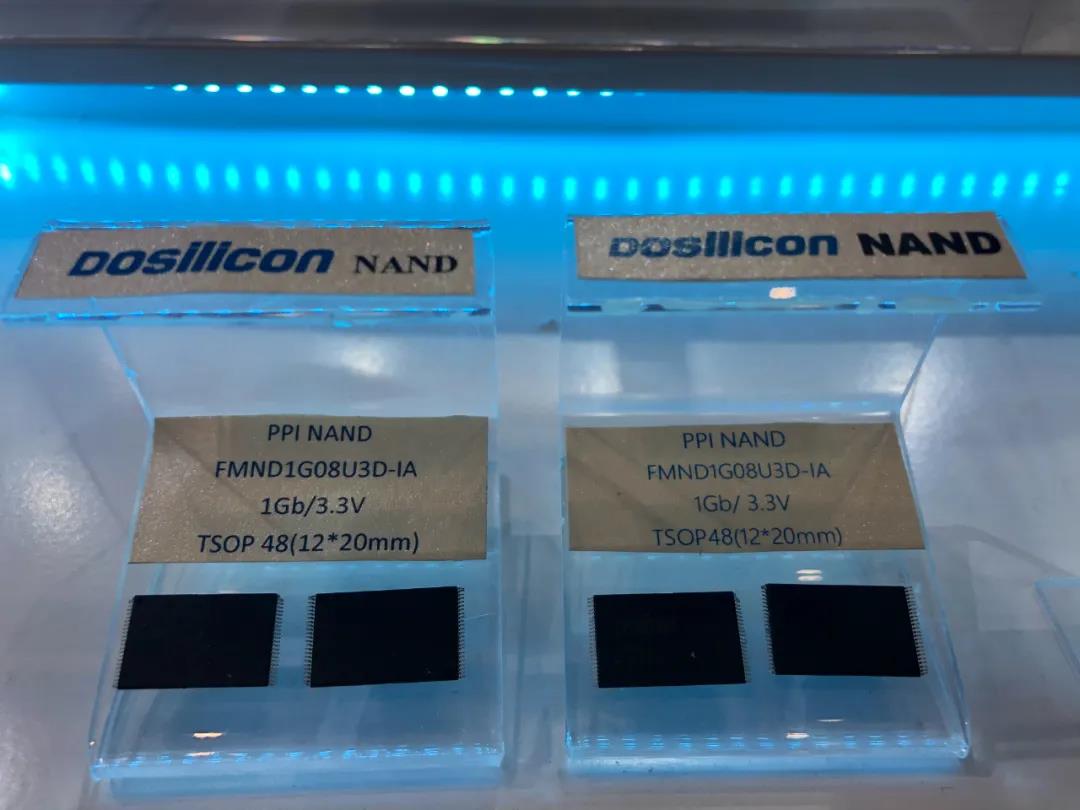 Dosilicon NAND
PPI NAND
FMND1G08U3D-IA
1Gb/3.3V
TSOP 48(12*20mm)
Dosilicon NAND
PPI NAND
FMND1G08U3D-IA
1Gb/ 3.3V
TSOP48(12*20mm)